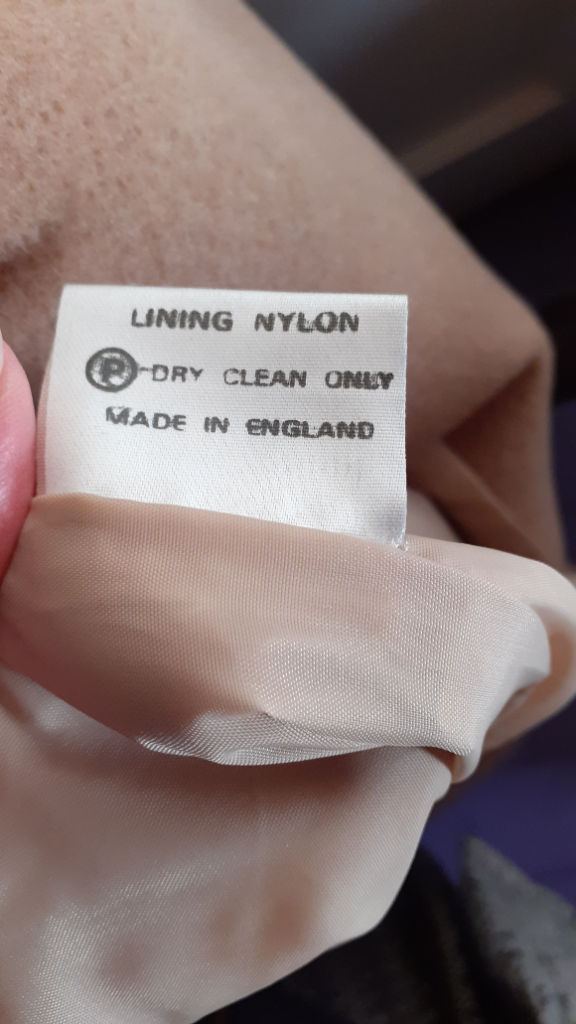 LINING NYLON
Ⓟ-DRY CLEAN ONLY
MADE IN ENGLAND